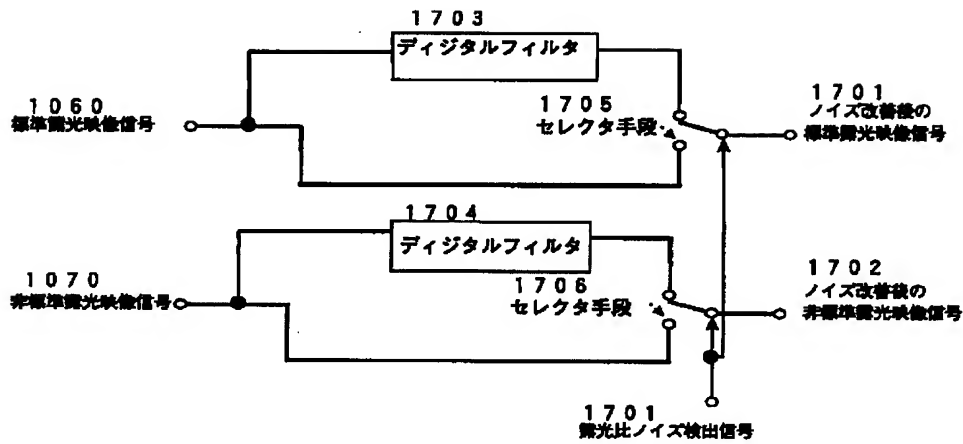 1703
ディジタルフィルタ
1060
標準露光映像信号
1705
セレクタ手段
1701
ノイズ改善後の
標準露光映像信号
1704
ディジタルフィルタ
1070
非標準露光映像信号
1706
セレクタ手段
1702
ノイズ改善後の
非標準露光映像信号
1701
露光比ノイズ検出信号